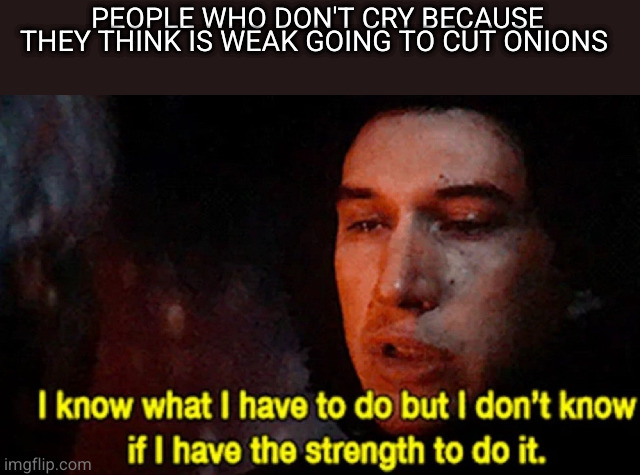 PEOPLE WHO DON'T CRY BECAUSE
THEY THINK IS WEAK GOING TO CUT ONIONS
I know what I have to do but I don't know
if I have the strength to do it.
imgflip.com